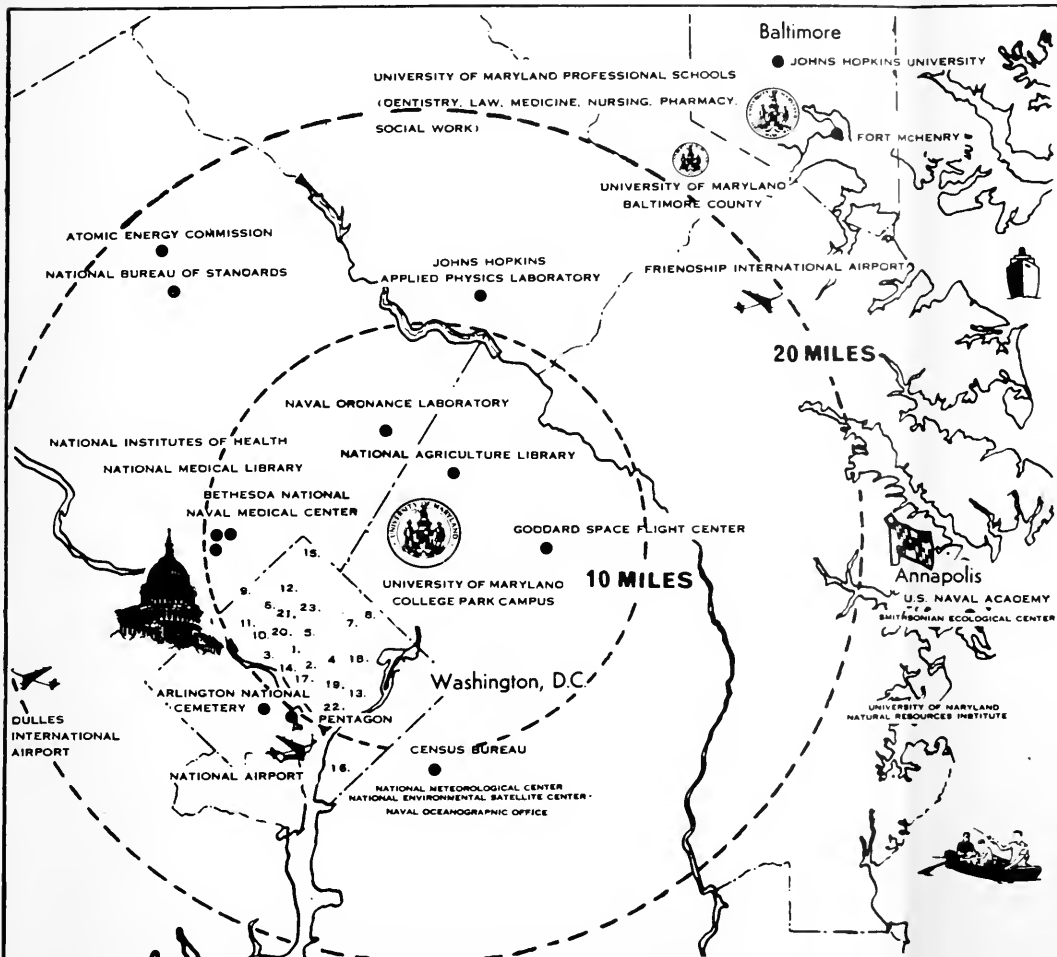 Baltimore
JOHNS HOPKINS UNIVERSITY
UNIVERSITY OF MARYLAND PROFESSIONAL SCHOOLS
(DENTISTRY, LAW, MEDICINE, NURSING, PHARMACY,
SOCIAL WORK)
FORT McHENRY
UNIVERSITY OF MARYLAND
BALTIMORE COUNTY
ATOMIC ENERGY COMMISSION
NATIONAL BUREAU OF STANDARDS
JOHNS HOPKINS
APPLIED PHYSICS LABORATORY
FRIENDSHIP INTERNATIONAL AIRPORT
20 MILES
NAVAL ORDNANCE LABORATORY
NATIONAL INSTITUTES OF HEALTH
NATIONAL AGRICULTURE LIBRARY
NATIONAL MEDICAL LIBRARY
BETHESDA NATIONAL
NAVAL MEDICAL CENTER
UNIVERSITY OF MARYLAND
GODDARD SPACE FLIGHT CENTER
10 MILES
UNIVERSITY OF MARYLAND
COLLEGE PARK CAMPUS
Annapolis
U.S. NAVAL ACADEMY
SMITHSONIAN ECOLOGICAL CENTER
15.
9.
12.
6.
21.
23.
8.
11.
7.
10.
20.
5.
1.
3.
14.
2.
4
18.
17.
19.
13.
22.
Washington, D.C.
ARLINGTON NATIONAL
CEMETERY
PENTAGON
DULLES
INTERNATIONAL
AIRPORT
UNIVERSITY OF MARYLAND
NATURAL RESOURCES INSTITUTE
NATIONAL AIRPORT
16.
CENSUS BUREAU
NATIONAL METEOROLOGICAL CENTER
NATIONAL ENVIRONMENTAL SATELLITE CENTER
NAVAL OCEANOGRAPHIC OFFICE